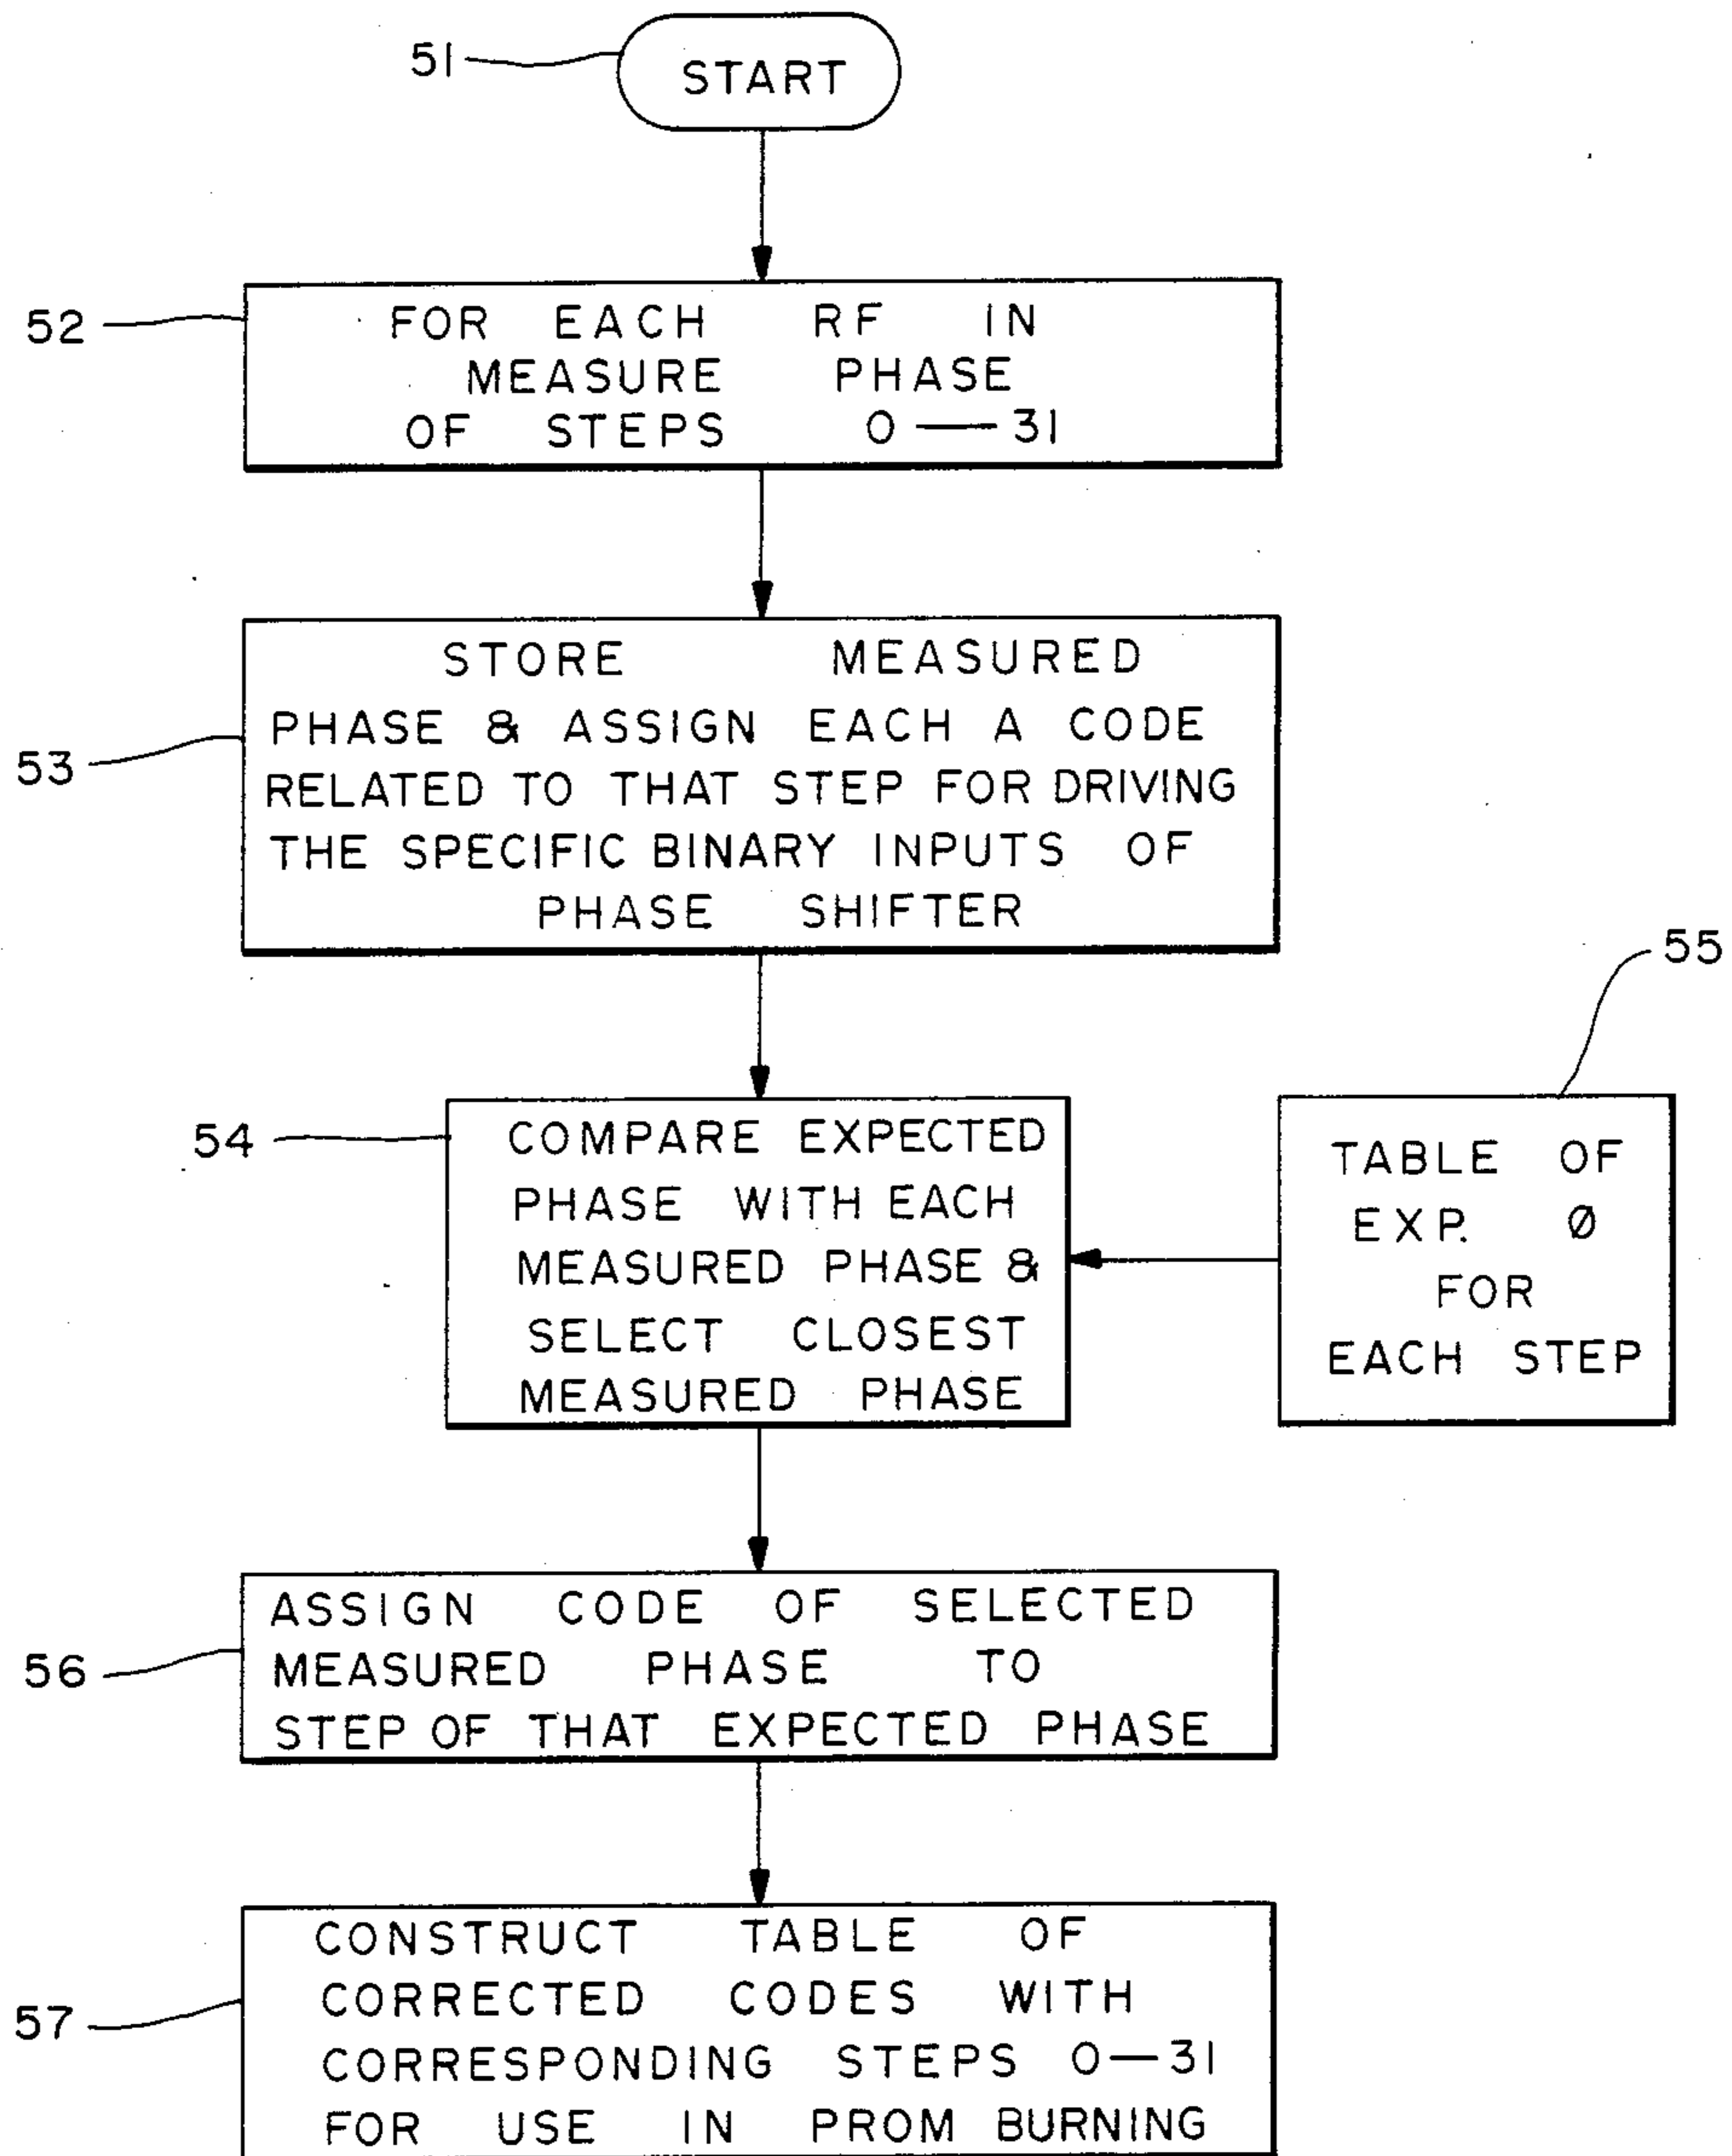 51
START
52
FOR EACH RF IN
MEASURE PHASE
OF STEPS 0—31
53
STORE MEASURED
PHASE & ASSIGN EACH A CODE
RELATED TO THAT STEP FOR DRIVING
THE SPECIFIC BINARY INPUTS OF
PHASE SHIFTER
54
COMPARE EXPECTED
PHASE WITH EACH
MEASURED PHASE &
SELECT CLOSEST
MEASURED PHASE
55
TABLE OF
EXP. Ø
FOR
EACH STEP
56
ASSIGN CODE OF SELECTED
MEASURED PHASE TO
STEP OF THAT EXPECTED PHASE
57
CONSTRUCT TABLE OF
CORRECTED CODES WITH
CORRESPONDING STEPS 0—31
FOR USE IN PROM BURNING